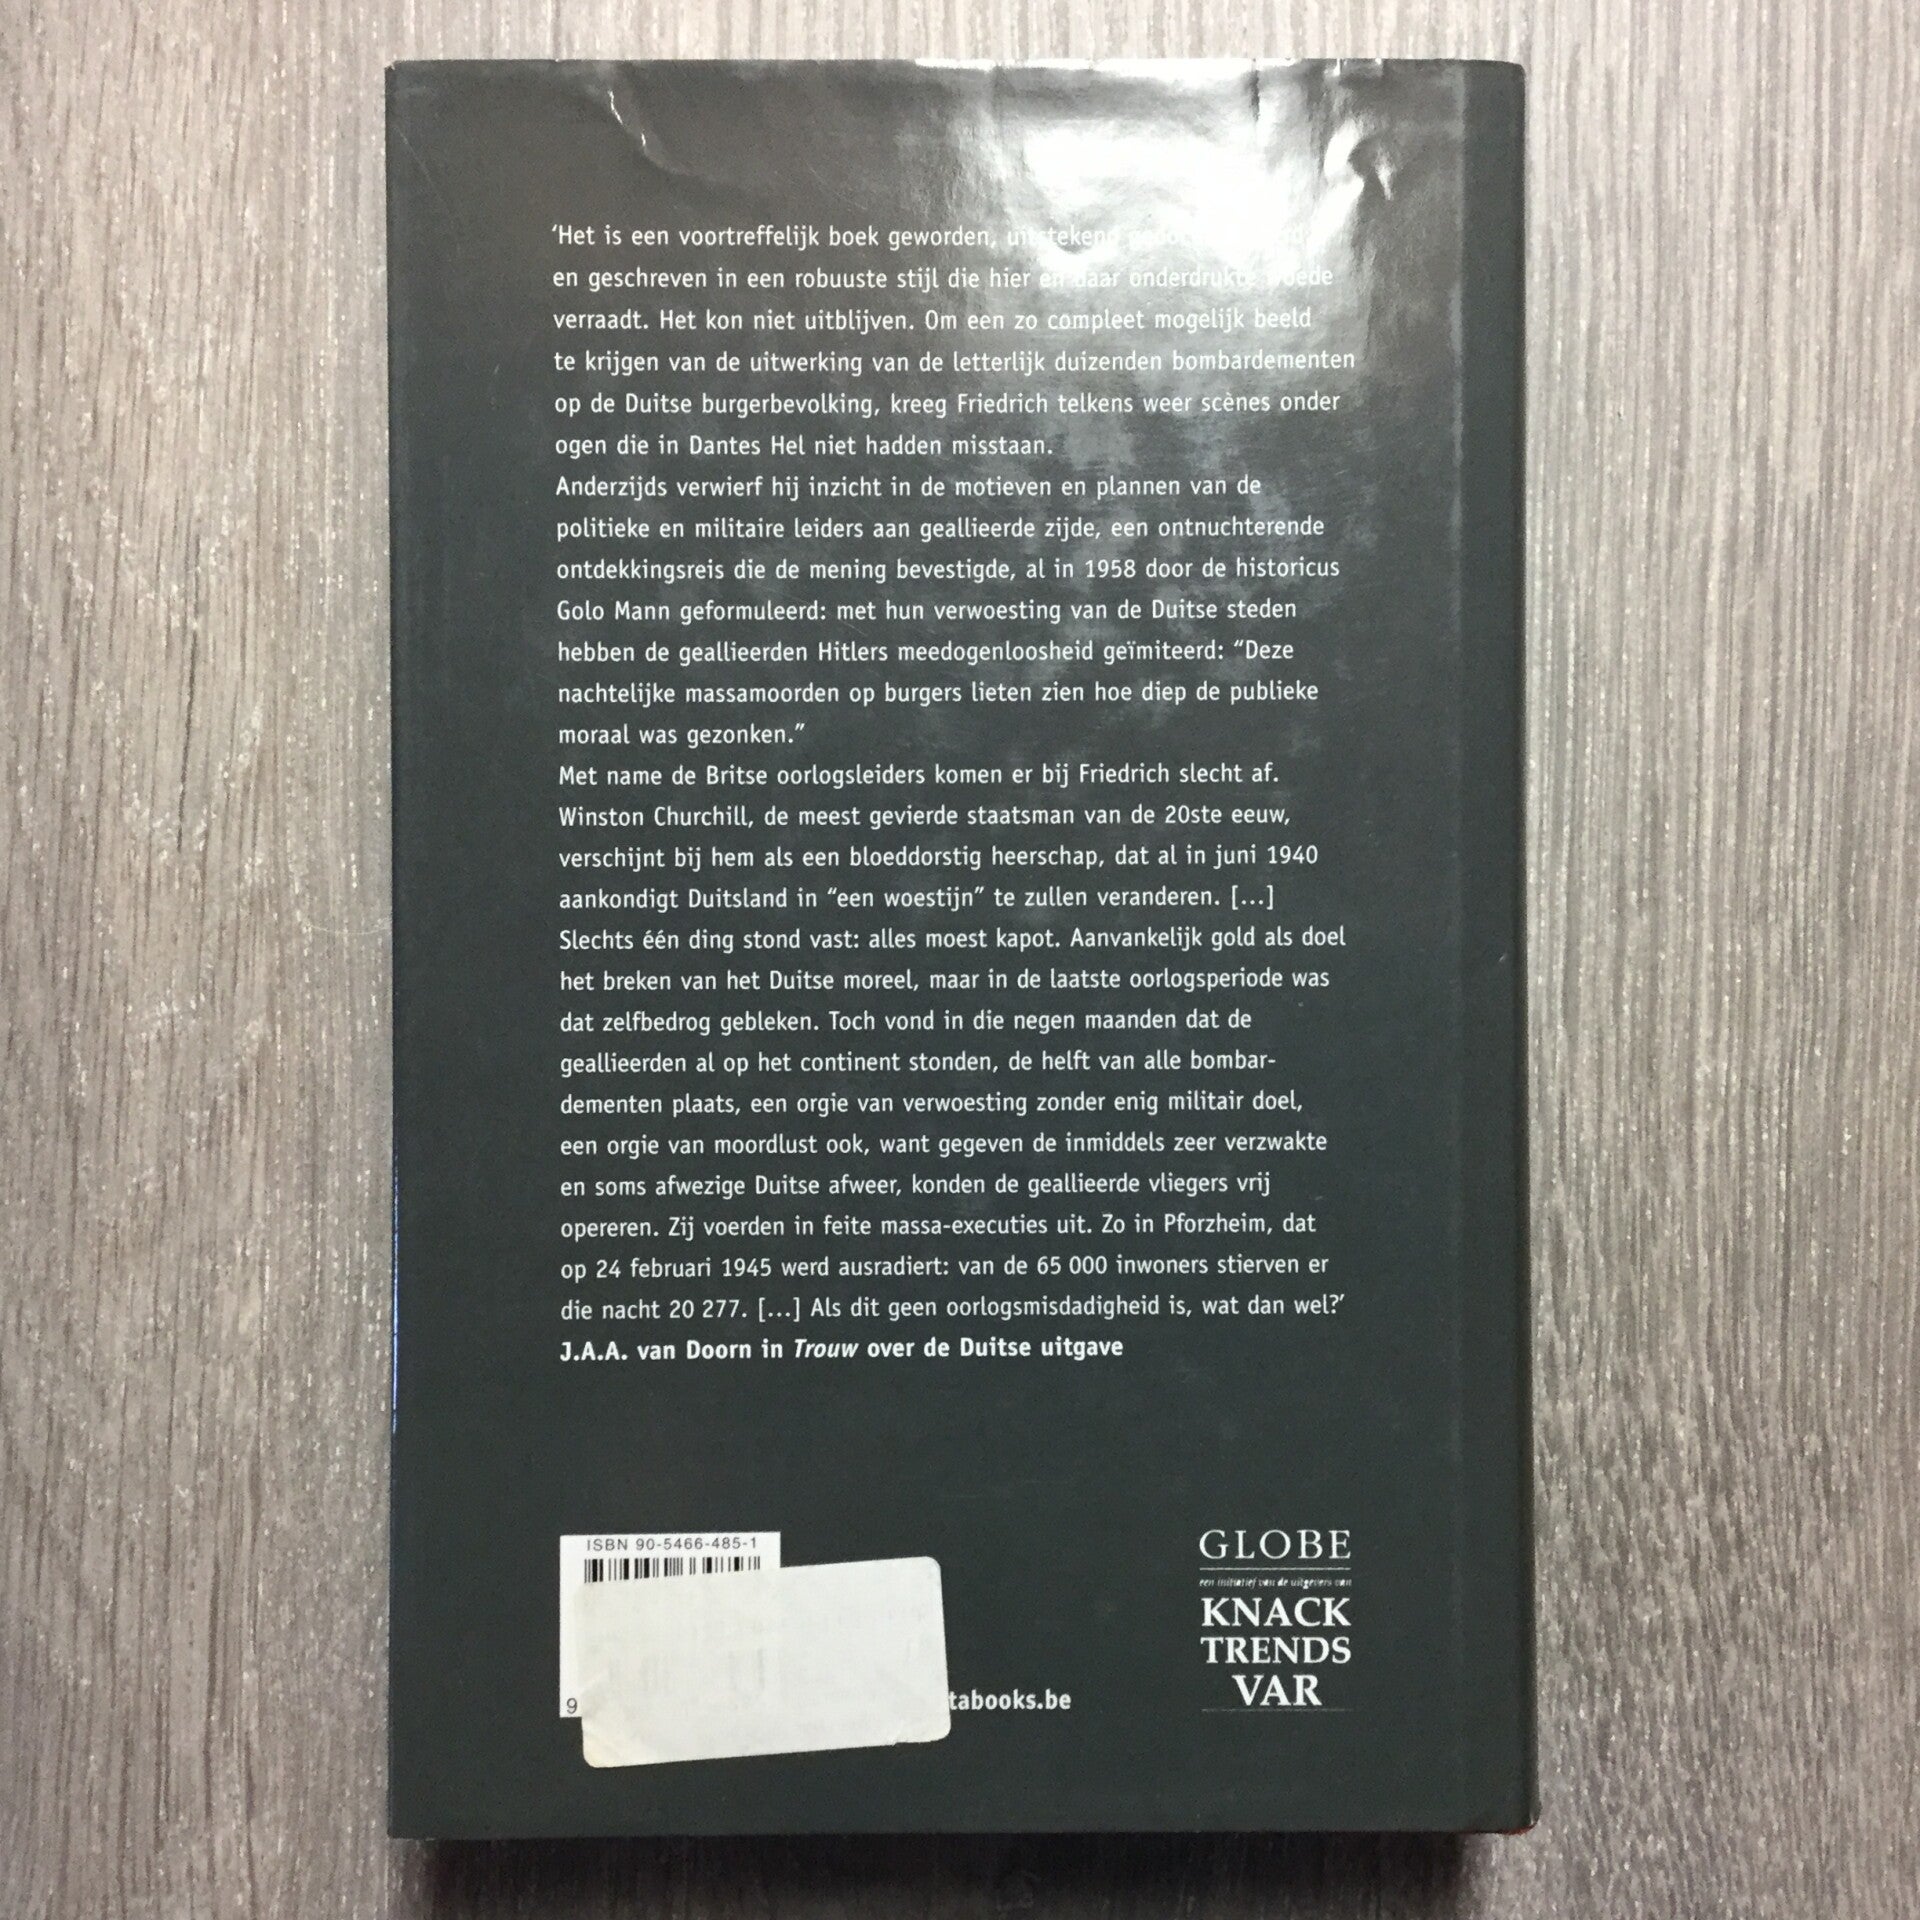 ‘Het is een voortreffelijk boek geworden, uitstekend
en geschreven in een robuuste stijl die hier en daar onderdrukte woede
verraadt. Het kon niet uitblijven. Om een zo compleet mogelijk beeld
te krijgen van de uitwerking van de letterlijk duizenden bombardementen
op de Duitse burgerbevolking, kreeg Friedrich telkens weer scènes onder
ogen die in Dantes Hel niet hadden misstaan.
Anderzijds verwierf hij inzicht in de motieven en plannen van de
politieke en militaire leiders aan geallieerde zijde, een ontnuchterende
ontdekkingsreis die de mening bevestigde, al in 1958 door de historicus
Golo Mann geformuleerd: met hun verwoesting van de Duitse steden
hebben de geallieerden Hitlers meedogenloosheid geïmiteerd: “Deze
nachtelijke massamoorden op burgers lieten zien hoe diep de publieke
moraal was gezonken.”
Met name de Britse oorlogsleiders komen er bij Friedrich slecht af.
Winston Churchill, de meest gevierde staatsman van de 20ste eeuw,
verschijnt bij hem als een bloeddorstig heerschap, dat al in juni 1940
aankondigt Duitsland in “een woestijn” te zullen veranderen. [...]
Slechts één ding stond vast: alles moest kapot. Aanvankelijk gold als doel
het breken van het Duitse moreel, maar in de laatste oorlogsperiode was
dat zelfbedrog gebleken. Toch vond in die negen maanden dat de
geallieerden al op het continent stonden, de helft van alle bombar-
dementen plaats, een orgie van verwoesting zonder enig militair doel,
een orgie van moordlust ook, want gegeven de inmiddels zeer verzwakte
en soms afwezige Duitse afweer, konden de geallieerde vliegers vrij
opereren. Zij voerden in feite massa-executies uit. Zo in Pforzheim, dat
op 24 februari 1945 werd ausradiert: van de 65 000 inwoners stierven er
die nacht 20 277. [...] Als dit geen oorlogsmisdadigheid is, wat dan wel?’
J.A.A. van Doorn in Trouw over de Duitse uitgave
ISBN 90-5466-485-1
9
tabooks.be
GLOBE
een initiatief van de uitgevers van
KNACK
TRENDS
VAR